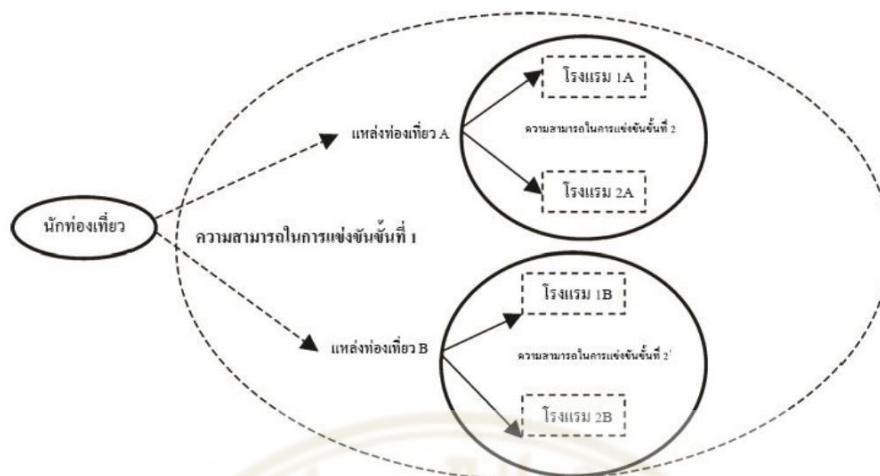 โรงแรม 1A
แหล่งท่องเที่ยว A
ความสามารถในการแข่งขันขั้นที่ 2
โรงแรม 2A
นักท่องเที่ยว
ความสามารถในการแข่งขันขั้นที่ 1
โรงแรม 1B
แหล่งท่องเที่ยว B
ความสามารถในการแข่งขันขั้นที่ 2'
โรงแรม 2B